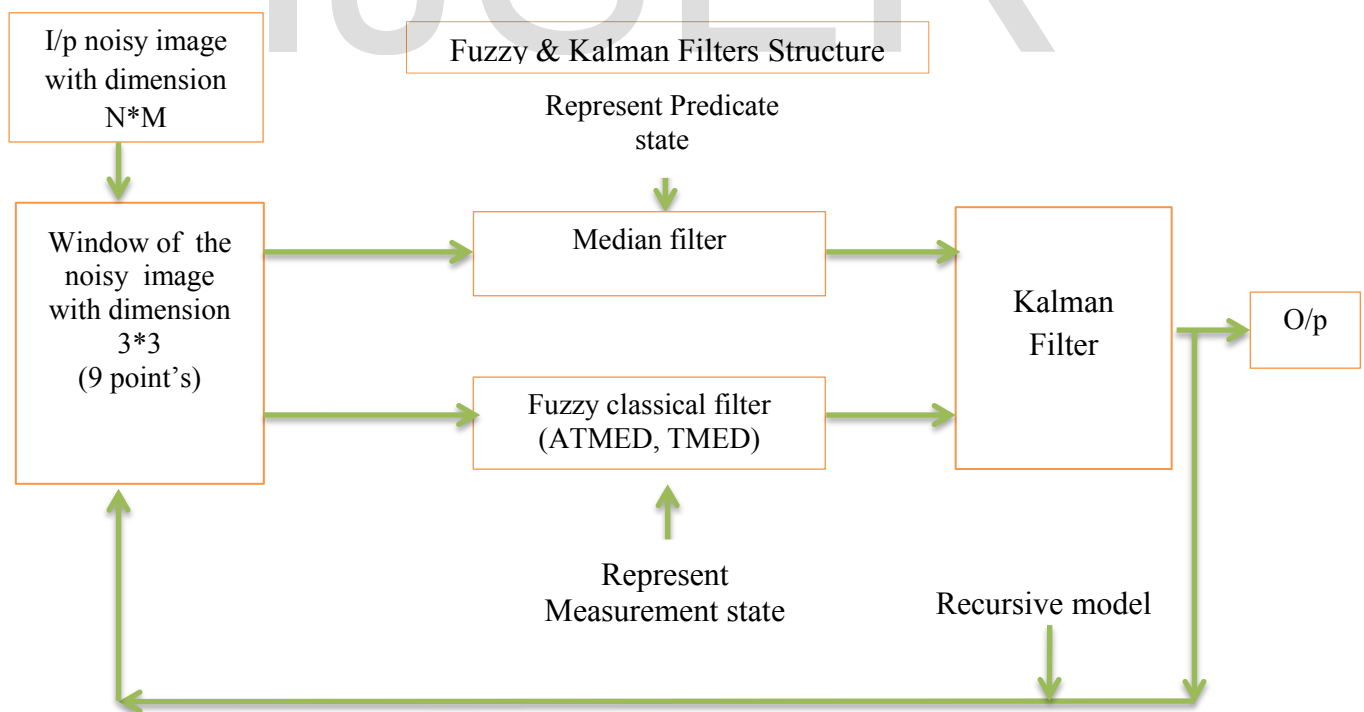 I/p noisy image
with dimension
N*M
Fuzzy & Kalman Filters Structure
Represent Predicate
state
Window of the
noisy image
with dimension
3*3
(9 point’s)
Median filter
Kalman
Filter
O/p
Fuzzy classical filter
(ATMED, TMED)
Represent
Measurement state
Recursive model